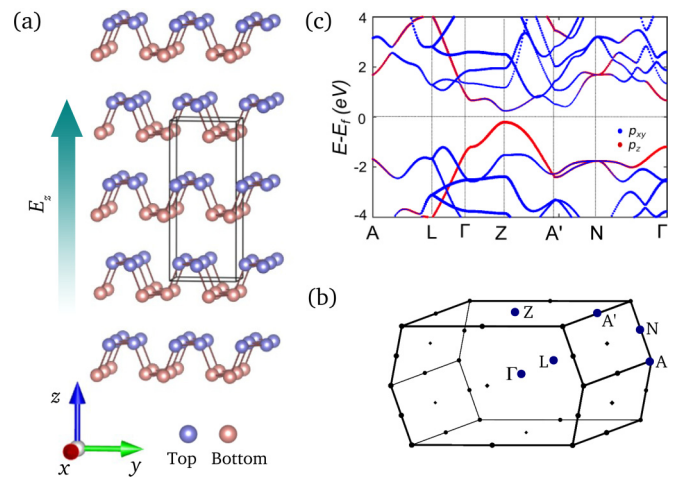 (a)
E_z
z
x
y
Top
Bottom
(c)
E-E_f (eV)
4
2
0
-2
-4
p_xy
p_z
A
L
Γ
Z
A'
N
Γ
(b)
Z
A'
N
L
Γ
A